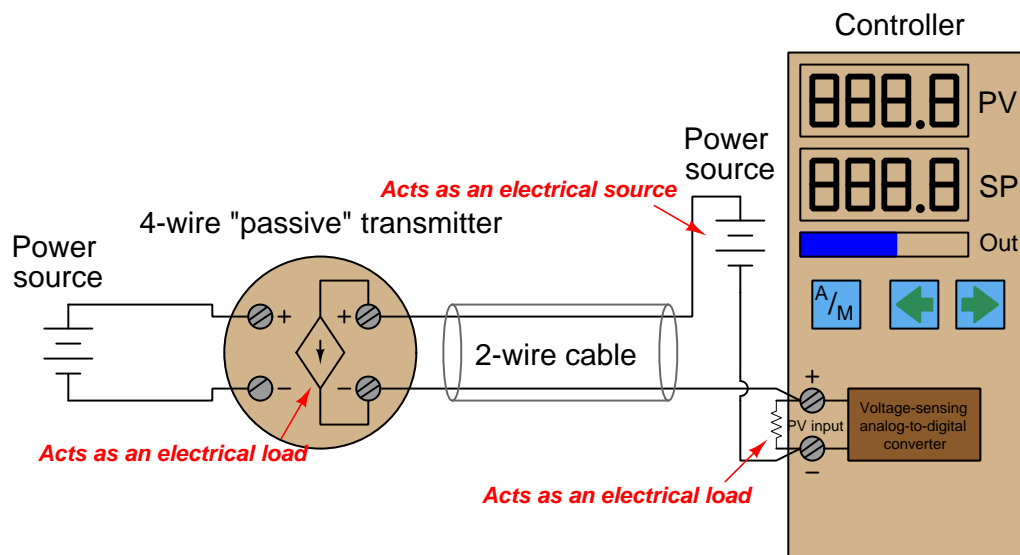 Controller
888.8
PV
888.8
SP
Out
A/M
Power
source
Acts as an electrical source
4-wire "passive" transmitter
Power
source
+
-
+
-
2-wire cable
Acts as an electrical load
+
PV input
-
Voltage-sensing
analog-to-digital
converter
Acts as an electrical load